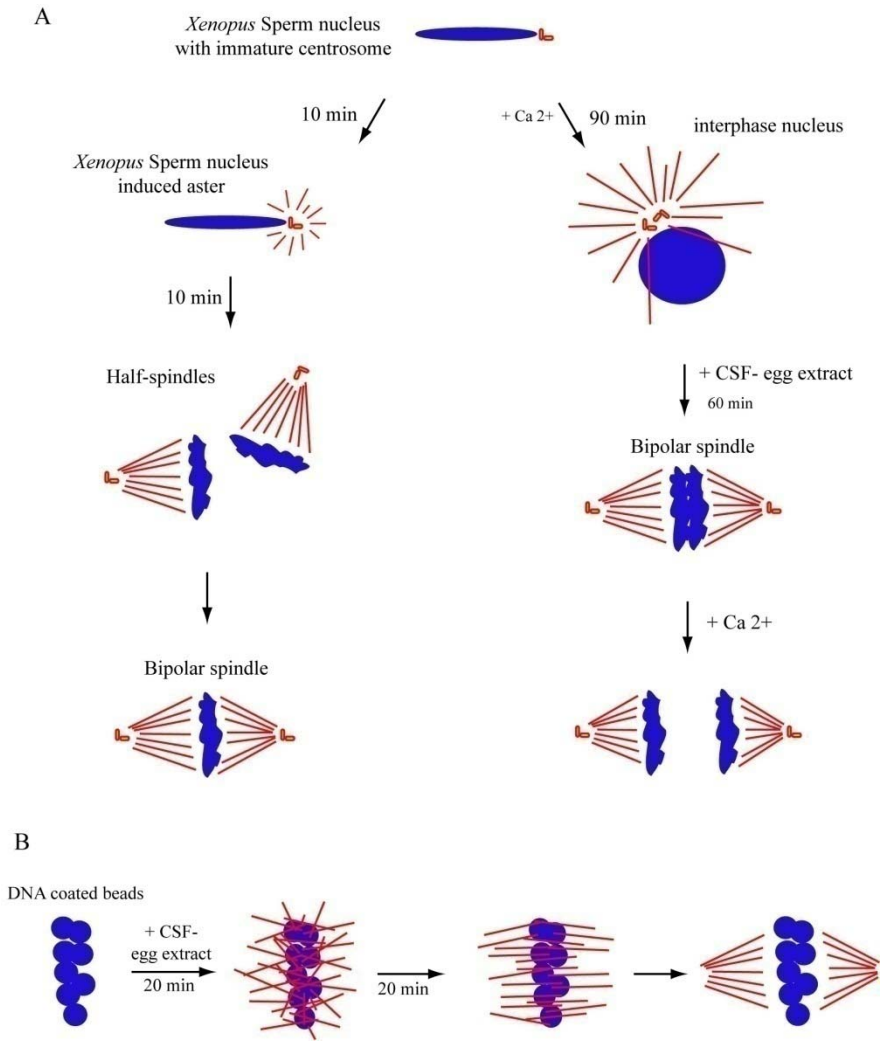 A
Xenopus Sperm nucleus
with immature centrosome
10 min
+ Ca 2+
90 min
interphase nucleus
Xenopus Sperm nucleus
induced aster
10 min
Half-spindles
+ CSF- egg extract
60 min
Bipolar spindle
+ Ca 2+
Bipolar spindle
B
DNA coated beads
+ CSF-
egg extract
20 min
20 min